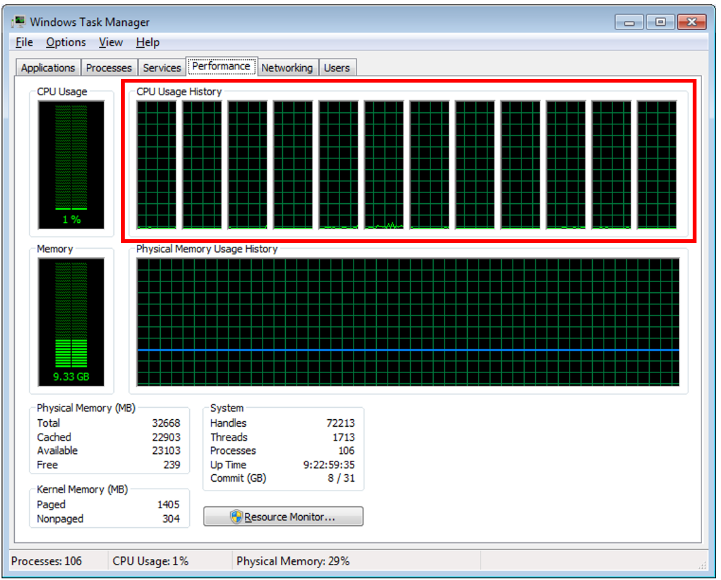 Windows Task Manager
File Options View Help
Applications Processes Services Performance Networking Users
CPU Usage
CPU Usage History
1 %
Memory
Physical Memory Usage History
9.33 GB
Physical Memory (MB)
Total 32668
Cached 22903
Available 23103
Free 239
Kernel Memory (MB)
Paged 1405
Nonpaged 304
System
Handles 72213
Threads 1713
Processes 106
Up Time 9:22:59:35
Commit (GB) 8 / 31
Resource Monitor...
Processes: 106 CPU Usage: 1% Physical Memory: 29%